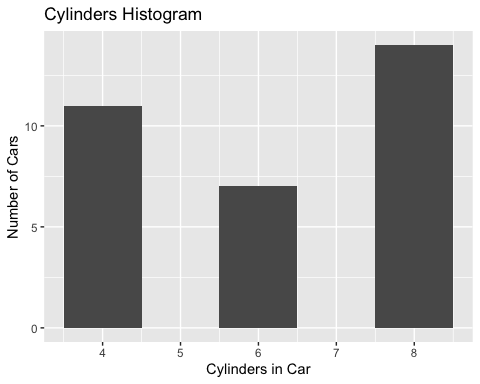 Cylinders Histogram
Number of Cars
10
5
0
4 5 6 7 8
Cylinders in Car